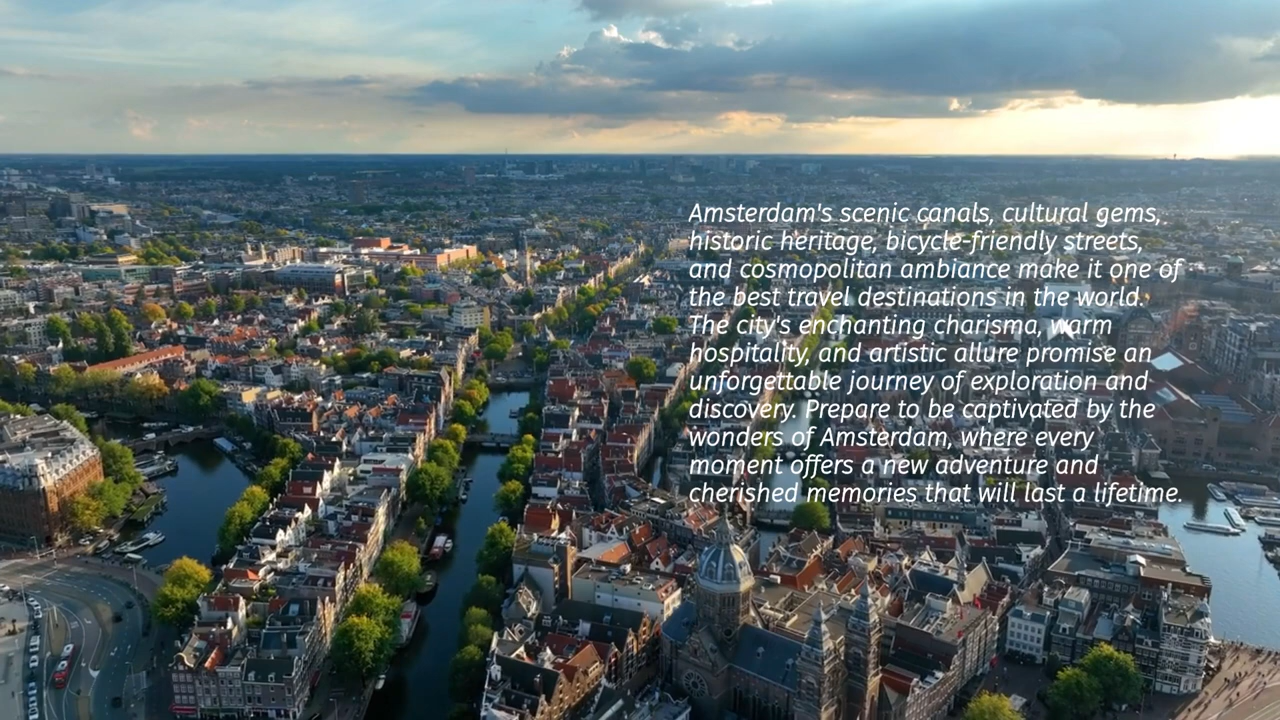 Amsterdam's scenic canals, cultural gems,
historic heritage, bicycle-friendly streets,
and cosmopolitan ambiance make it one of
the best travel destinations in the world.
The city's enchanting charisma, warm
hospitality, and artistic allure promise an
unforgettable journey of exploration and
discovery. Prepare to be captivated by the
wonders of Amsterdam, where every
moment offers a new adventure and
cherished memories that will last a lifetime.